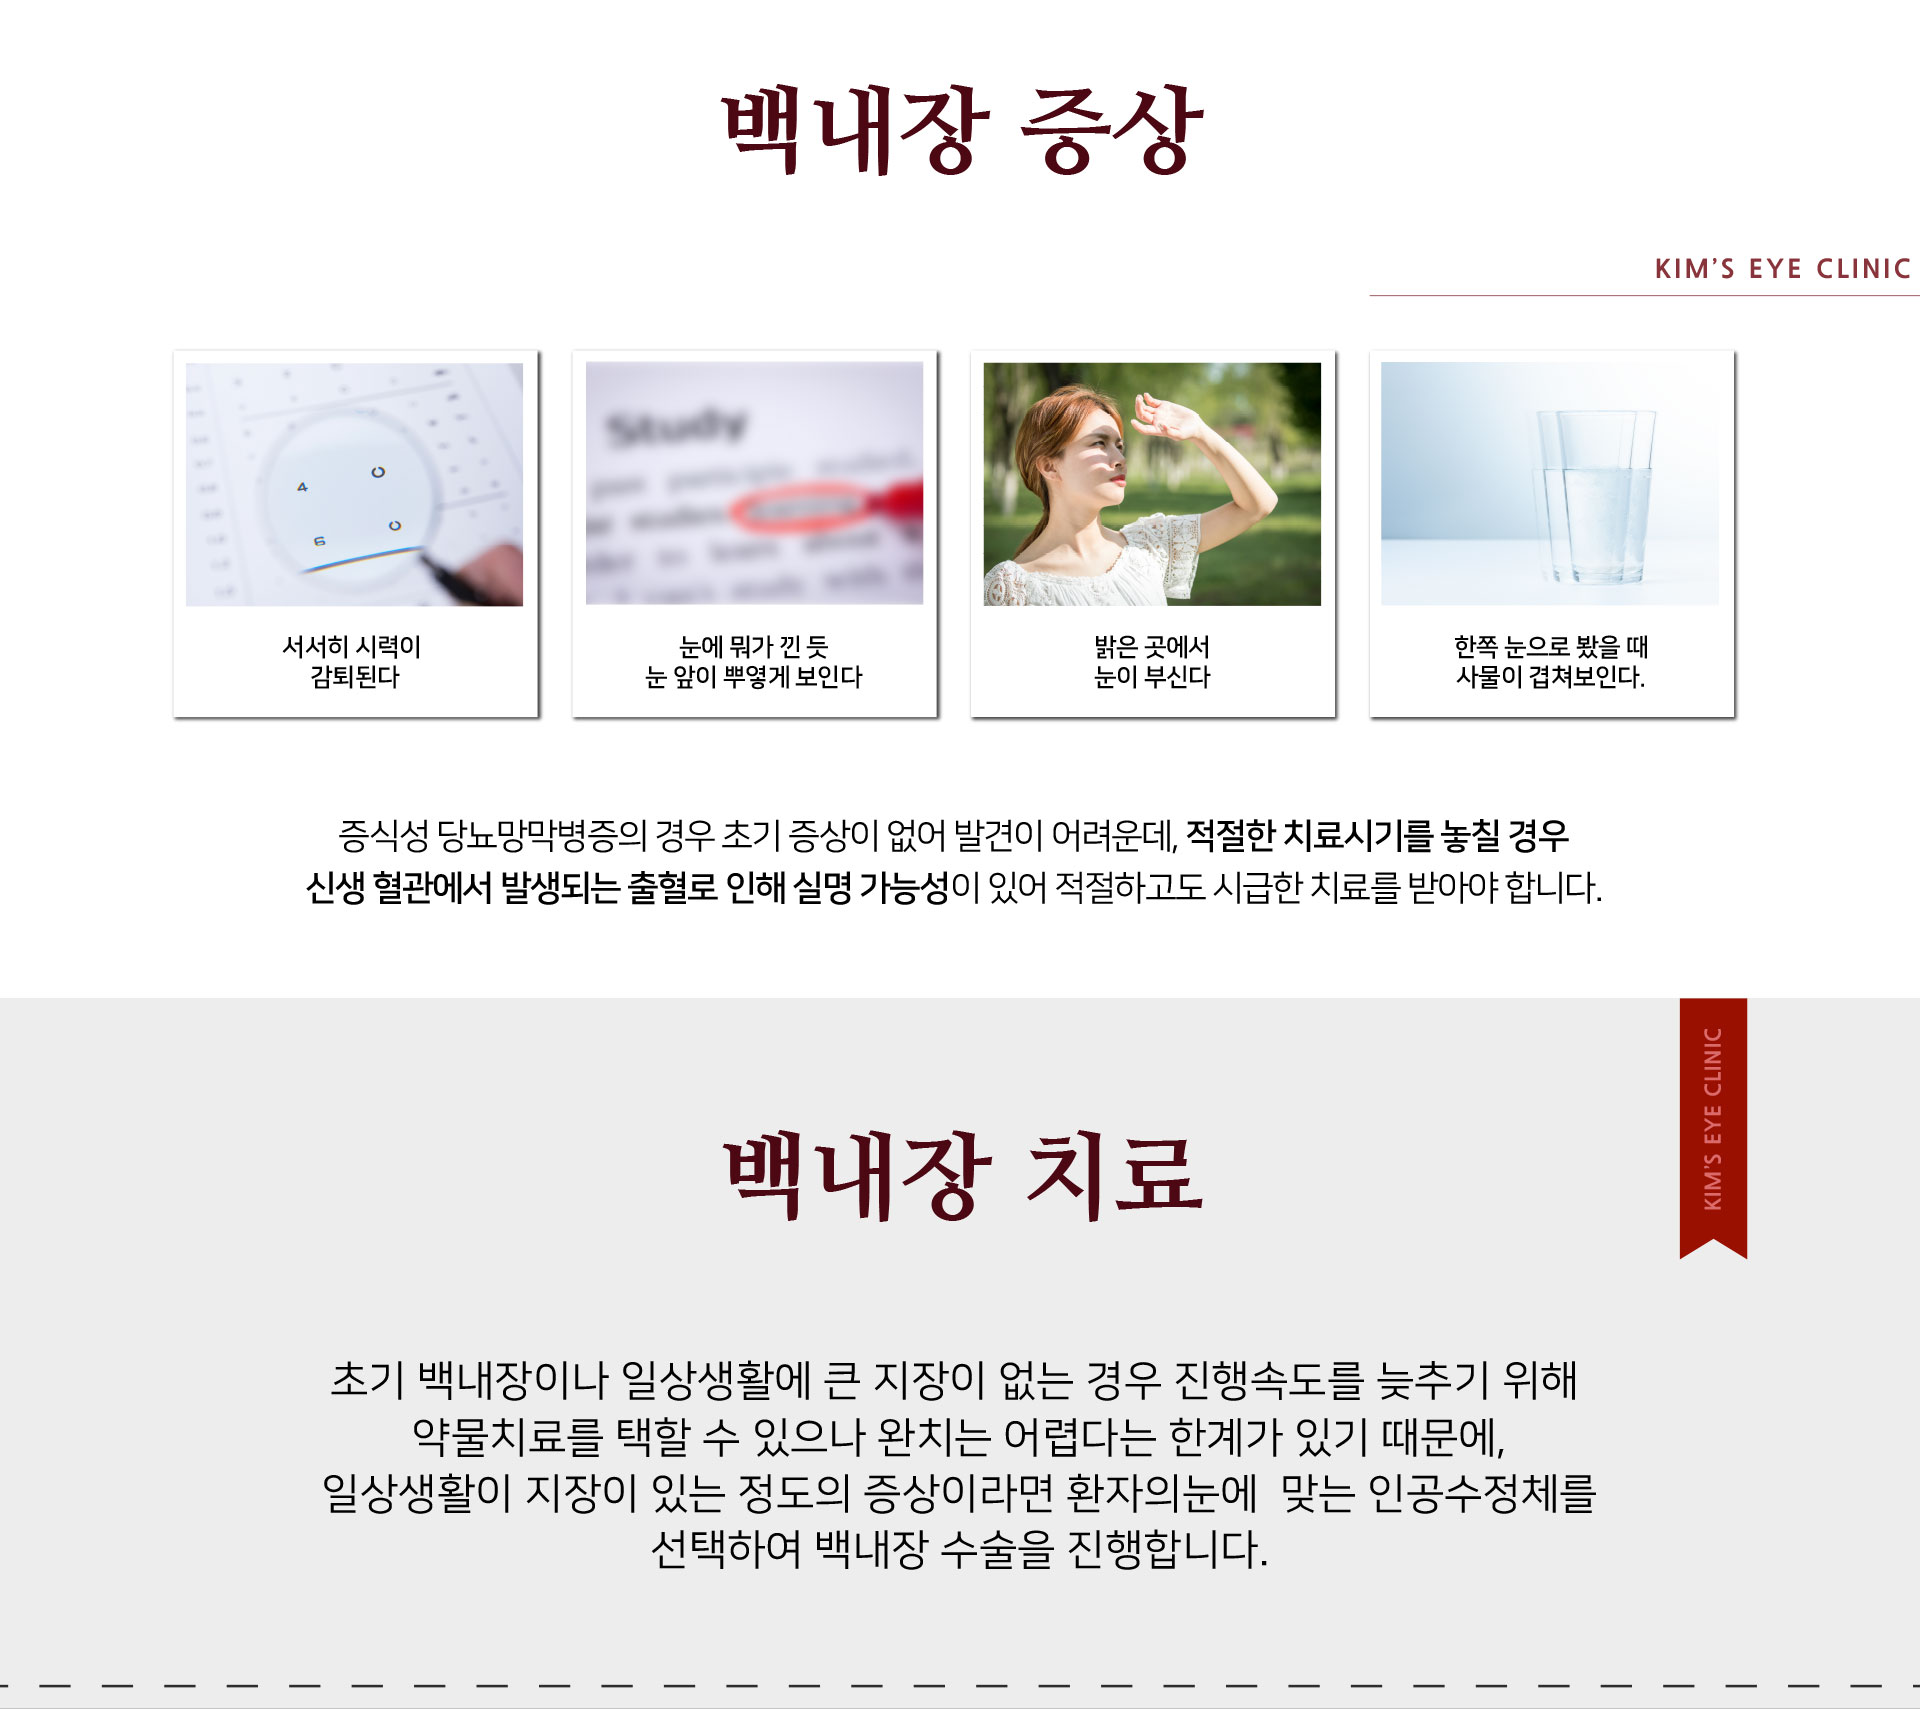 백내장 증상
KIM'S EYE CLINIC
4
C
6
C
Study
서서히 시력이
감퇴된다
눈에 뭐가 낀 듯
눈 앞이 뿌옇게 보인다
밝은 곳에서
눈이 부신다
한쪽 눈으로 봤을 때
사물이 겹쳐보인다.
증식성 당뇨망막병증의 경우 초기 증상이 없어 발견이 어려운데, 적절한 치료시기를 놓칠 경우
신생 혈관에서 발생되는 출혈로 인해 실명 가능성이 있어 적절하고도 시급한 치료를 받아야 합니다.
KIM'S EYE CLINIC
백내장 치료
초기 백내장이나 일상생활에 큰 지장이 없는 경우 진행속도를 늦추기 위해
약물치료를 택할 수 있으나 완치는 어렵다는 한계가 있기 때문에,
일상생활이 지장이 있는 정도의 증상이라면 환자의눈에  맞는 인공수정체를
선택하여 백내장 수술을 진행합니다.